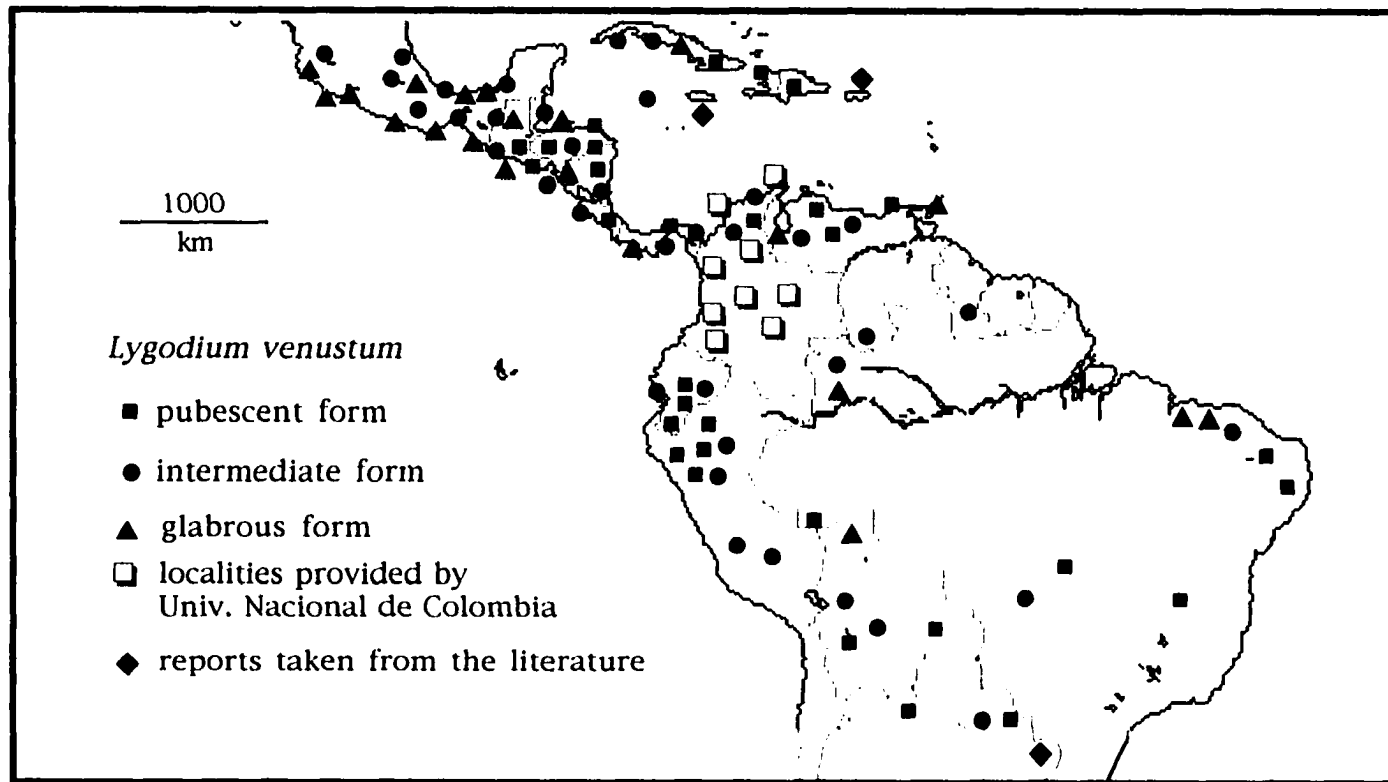 1000
km
Lygodium venustum
pubescent form
intermediate form
glabrous form
localities provided by
Univ. Nacional de Colombia
reports taken from the literature